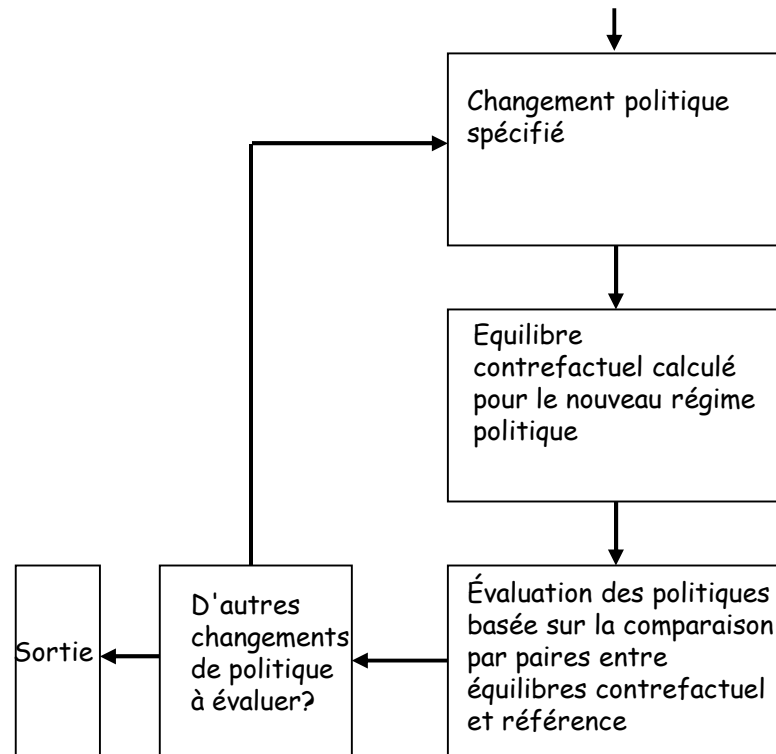 Changement politique
spécifié
Equilibre
contrefactuel calculé
pour le nouveau régime
politique
Évaluation des politiques
basée sur la comparaison
par paires entre
équilibres contrefactuel
et référence
D'autres
changements
de politique
à évaluer?
Sortie